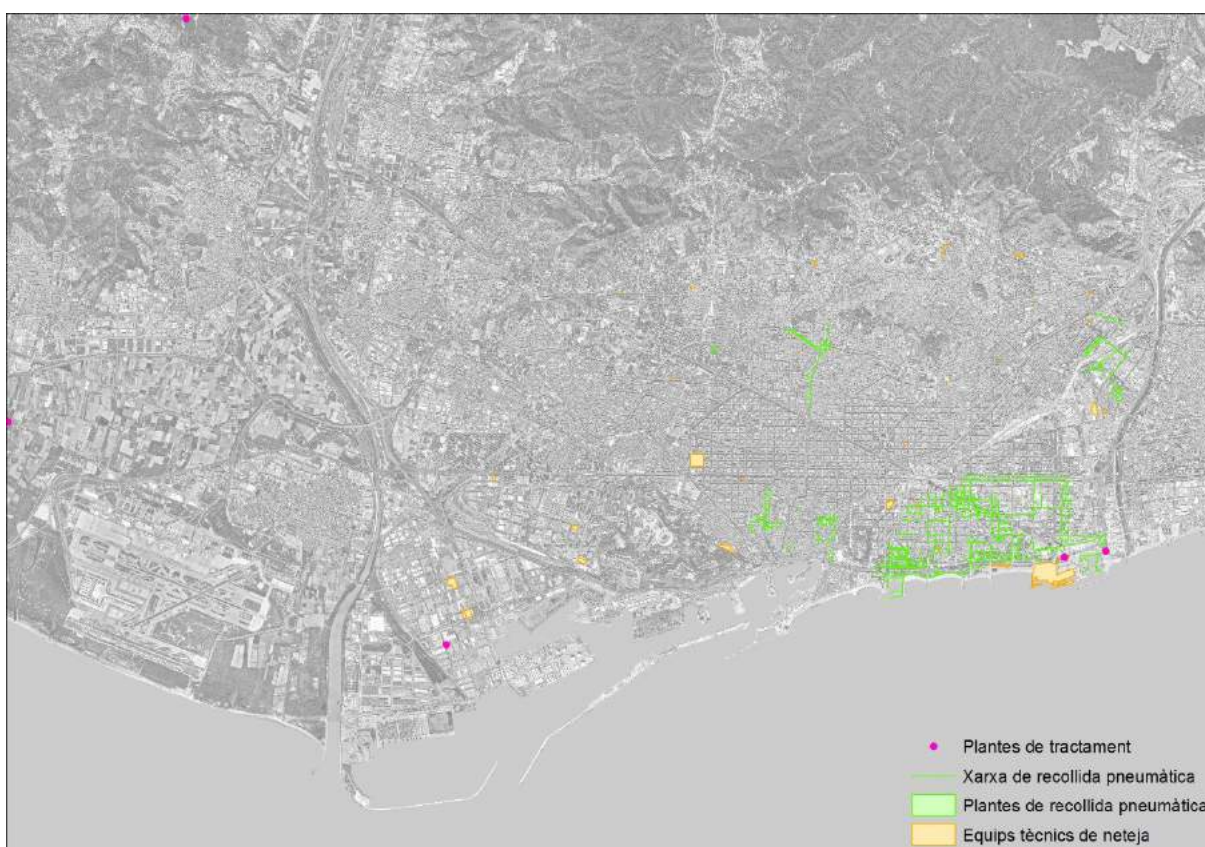 Plantes de tractament
Xarxa de recollida pneumàtica
Plantes de recollida pneumàtica
Equips tècnics de neteja